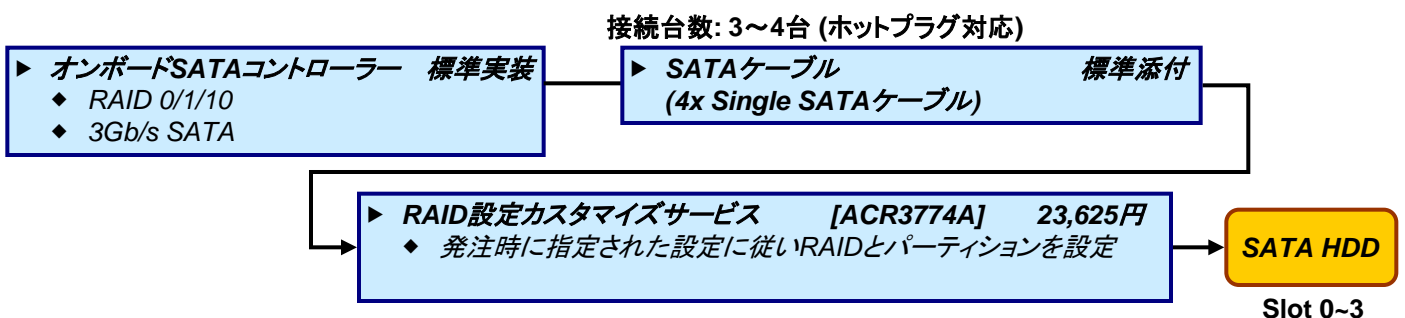 接続台数: 3～4台 (ホットプラグ対応)
▶ オンボードSATAコントローラー 標準実装
◆ RAID 0/1/10
◆ 3Gb/s SATA
▶ SATAケーブル 標準添付
(4x Single SATAケーブル)
▶ RAID設定カスタマイズサービス [ACR3774A] 23,625円
◆ 発注時に指定された設定に従いRAIDとパーティションを設定
SATA HDD
Slot 0~3